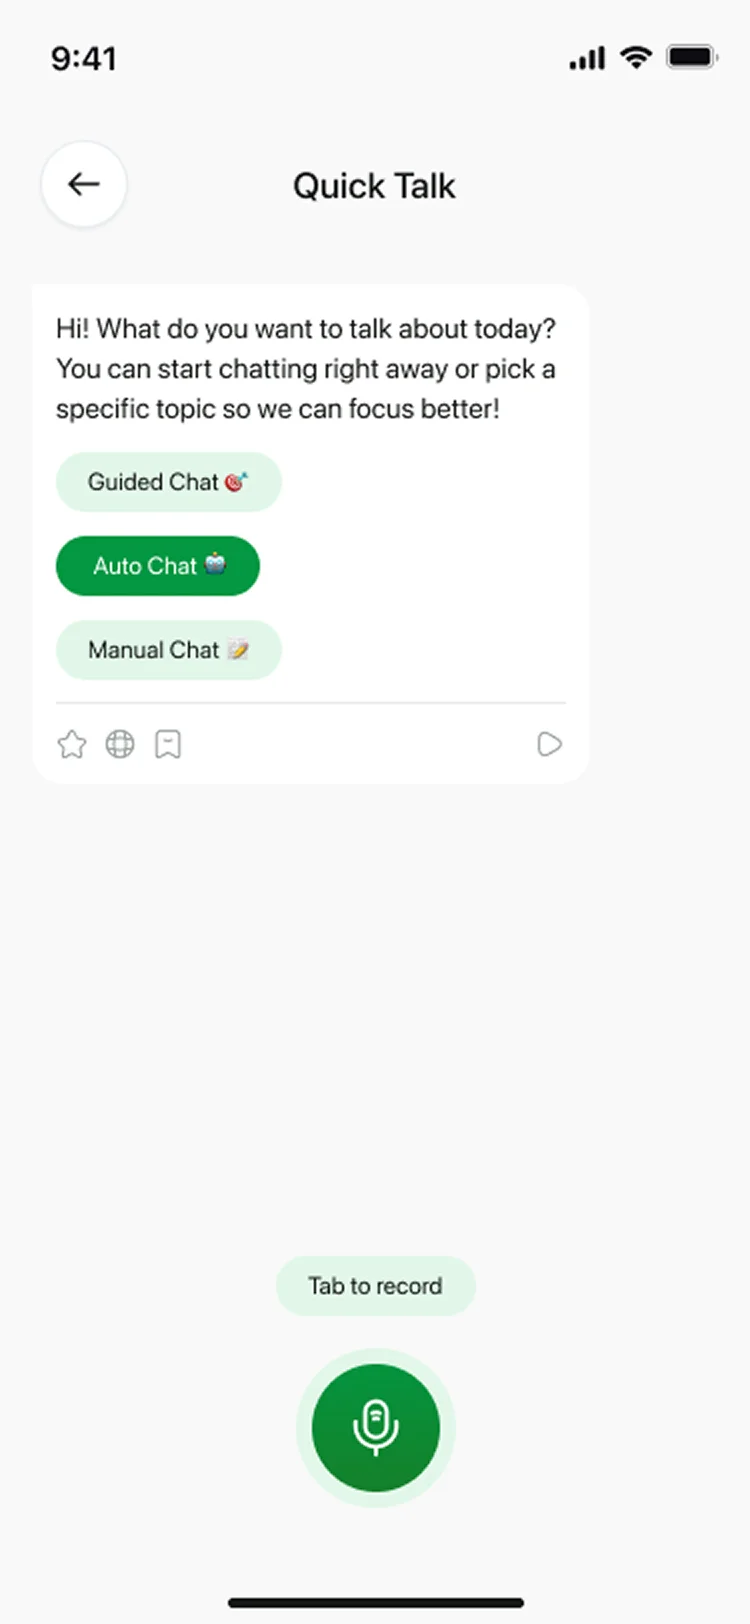 9:41
Quick Talk
Hi! What do you want to talk about today?
You can start chatting right away or pick a
specific topic so we can focus better!
Guided Chat 🎯
Auto Chat 🤖
Manual Chat 📝
Tab to record